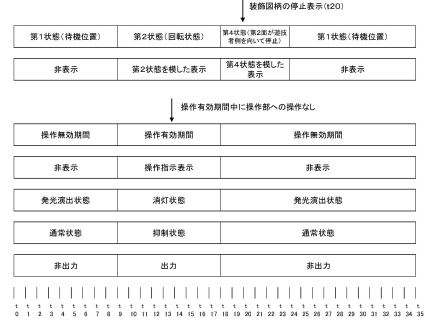 装飾図柄の停止表示(t20)
第1状態(待機位置)
第2状態(回転状態)
第4状態(第2面が遊技
者側を向いて停止)
第1状態(待機位置)
非表示
第2状態を模した表示
第4状態を模した
表示
非表示
操作有効期間中に操作部への操作なし
操作無効期間
操作有効期間
操作無効期間
非表示
操作指示表示
非表示
発光演出状態
消灯状態
発光演出状態
通常状態
抑制状態
通常状態
非出力
出力
非出力
t t t t t t t t t t t t t t t t t t t t t t t t t t t t t t t t t t t t
0 1 2 3 4 5 6 7 8 9 10 11 12 13 14 15 16 17 18 19 20 21 22 23 24 25 26 27 28 29 30 31 32 33 34 35